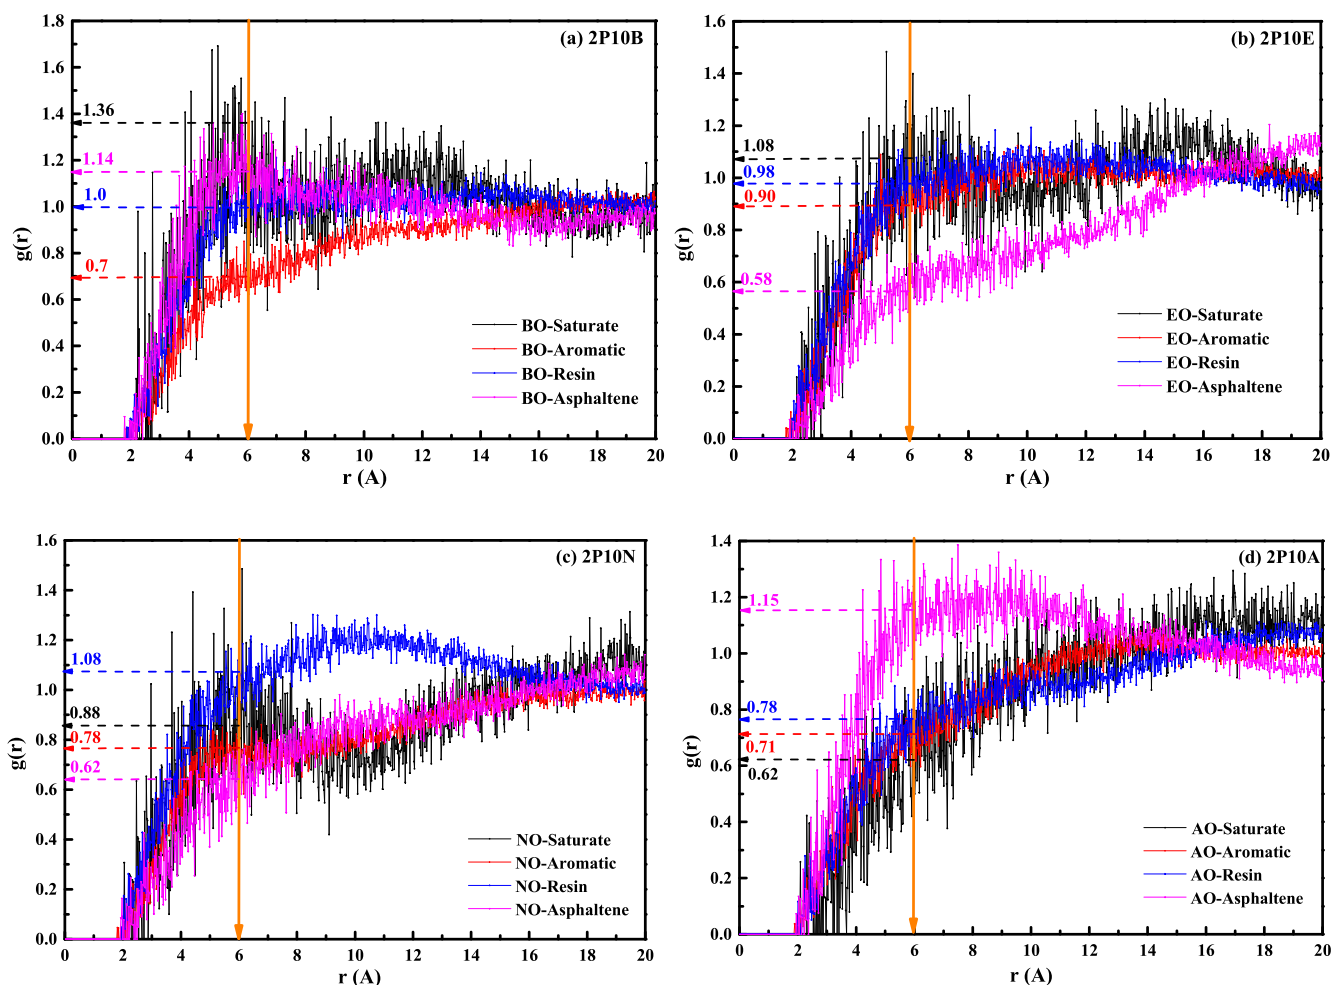 (a) 2P10B
g(r)
1.8
1.6
1.4
1.2
1.0
0.8
0.6
0.4
0.2
0.0
1.36
1.14
1.0
0.7
BO-Saturate
BO-Aromatic
BO-Resin
BO-Asphaltene
0 2 4 6 8 10 12 14 16 18 20
r (A)
(b) 2P10E
g(r)
1.6
1.4
1.2
1.0
0.8
0.6
0.4
0.2
0.0
1.08
0.98
0.90
0.58
EO-Saturate
EO-Aromatic
EO-Resin
EO-Asphaltene
0 2 4 6 8 10 12 14 16 18 20
r (A)
(c) 2P10N
g(r)
1.6
1.4
1.2
1.0
0.8
0.6
0.4
0.2
0.0
1.08
0.88
0.78
0.62
NO-Saturate
NO-Aromatic
NO-Resin
NO-Asphaltene
0 2 4 6 8 10 12 14 16 18 20
r (A)
(d) 2P10A
g(r)
1.4
1.2
1.0
0.8
0.6
0.4
0.2
0.0
1.15
0.78
0.71
0.62
AO-Saturate
AO-Aromatic
AO-Resin
AO-Asphaltene
0 2 4 6 8 10 12 14 16 18 20
r (A)